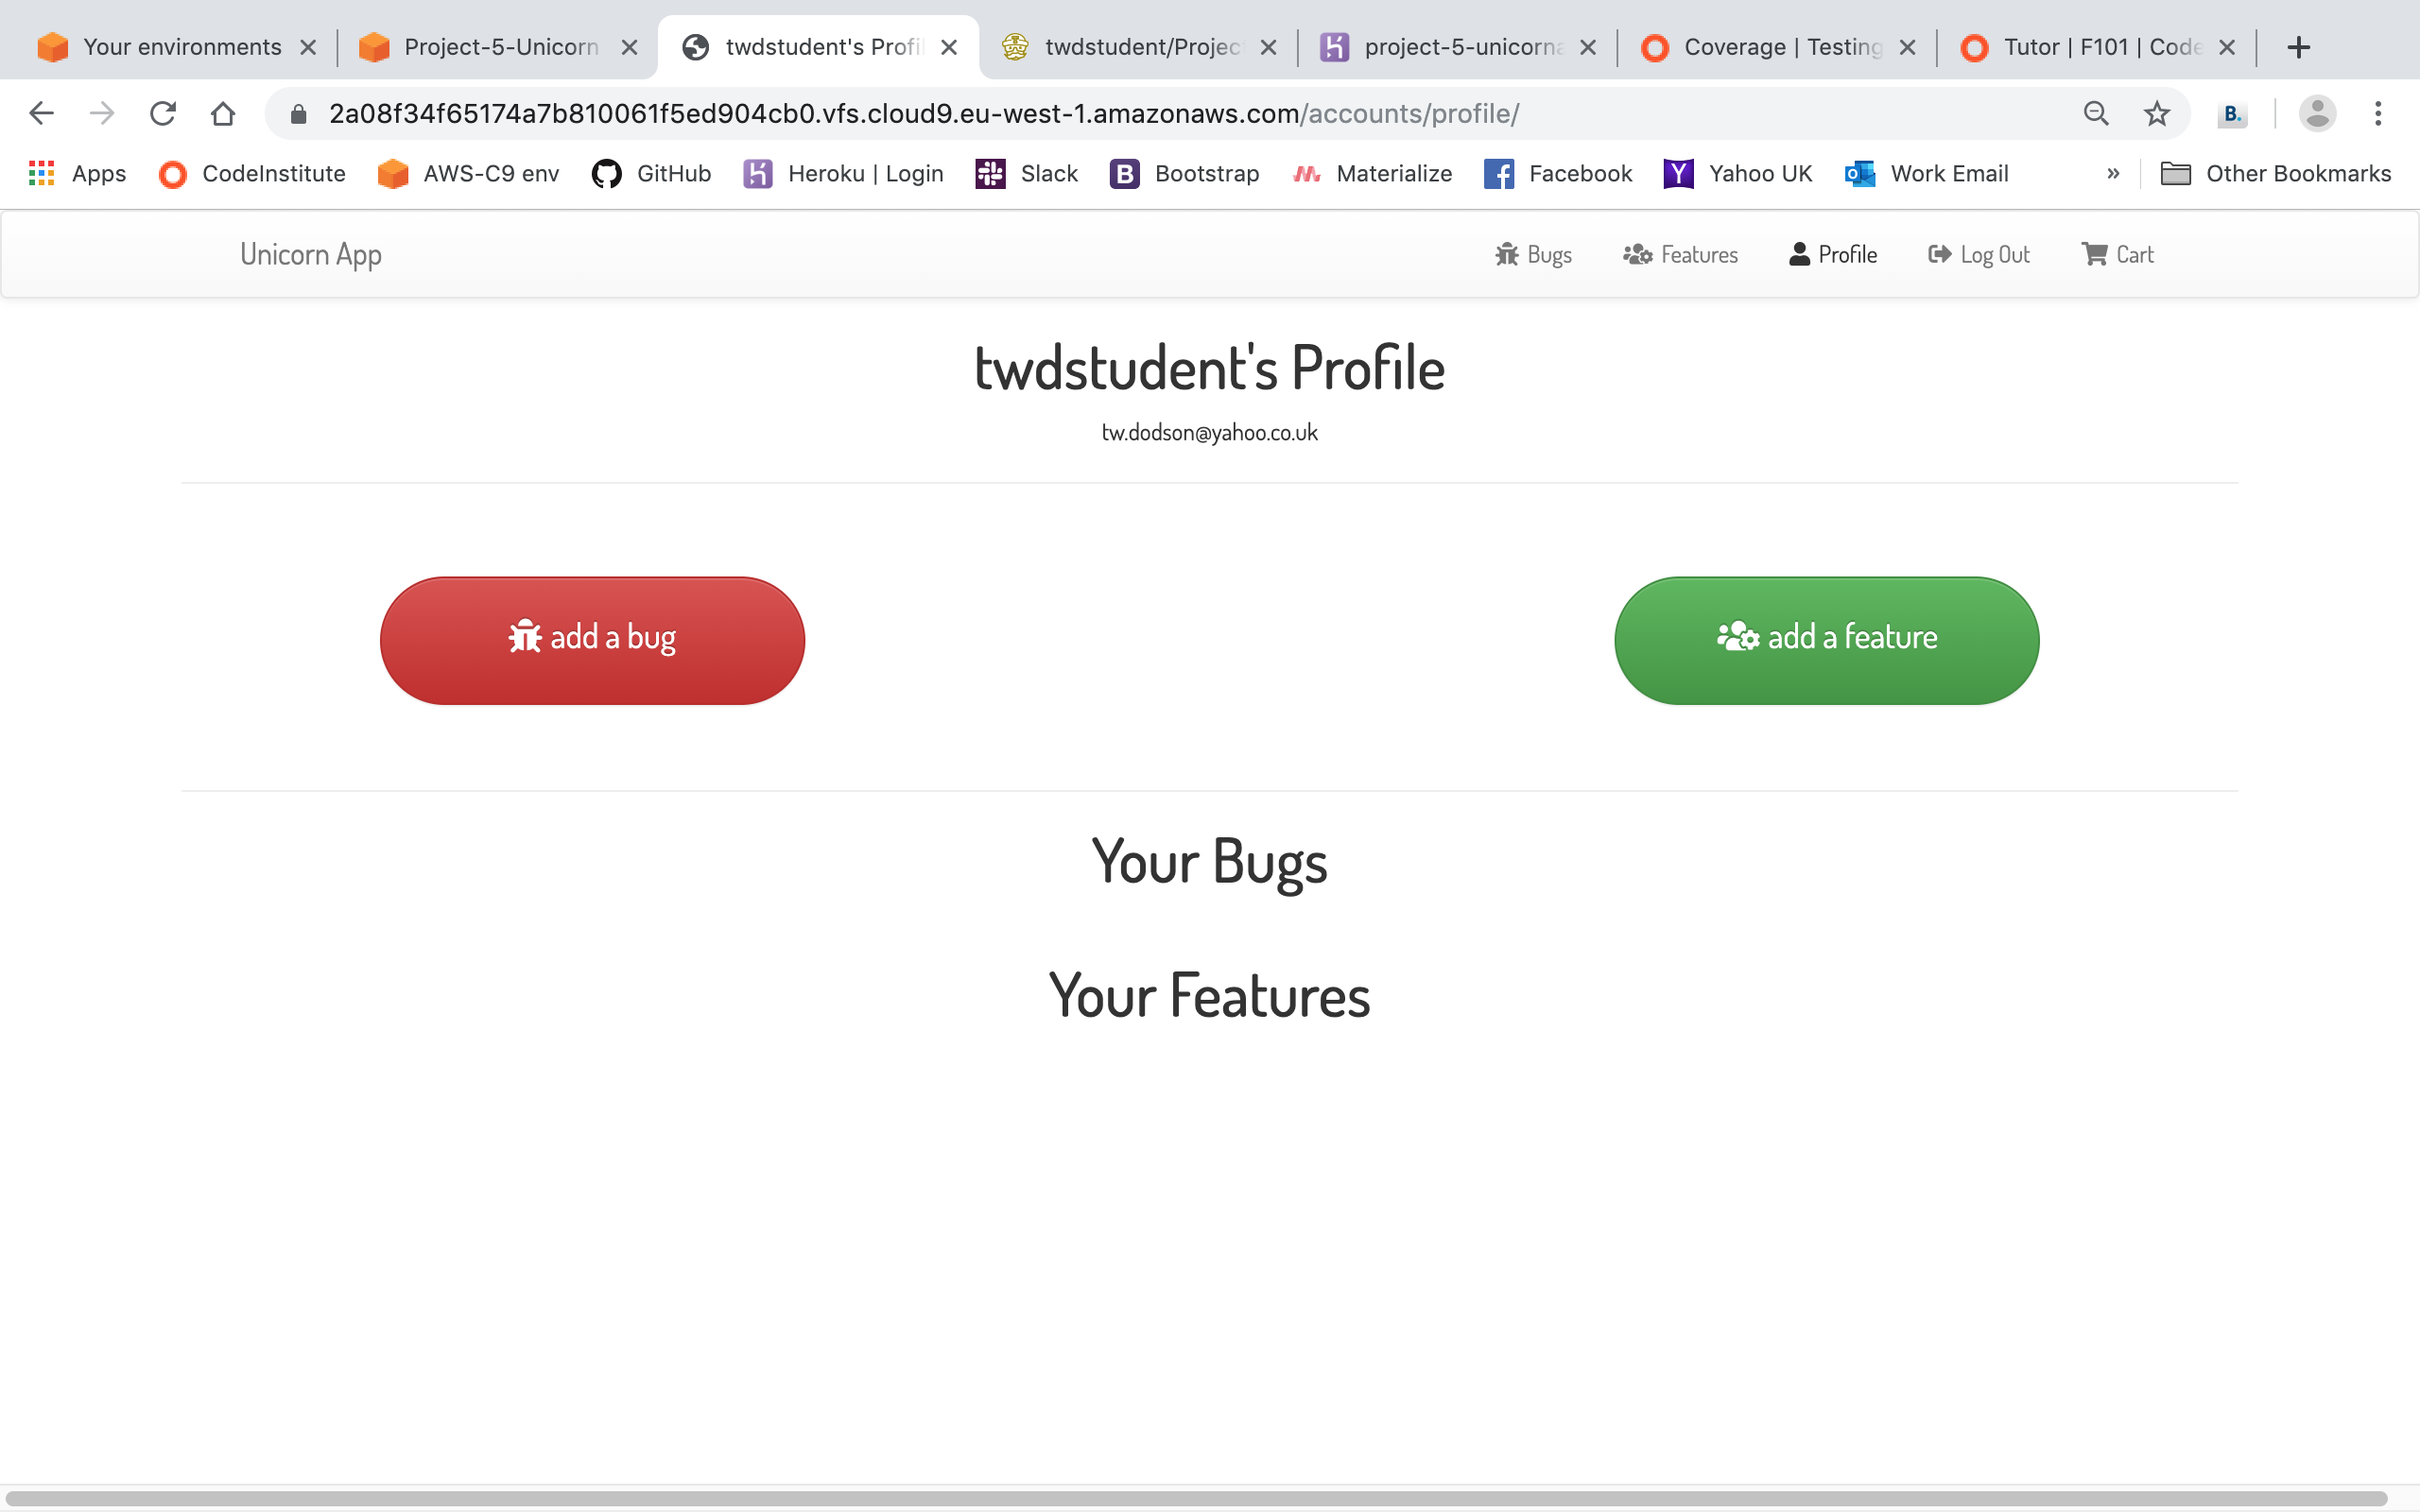 Your environments
Project-5-Unicorn
twdstudent's Profi
twdstudent/Projec
project-5-unicorna
Coverage | Testing
Tutor | F101 | Code
2a08f34f65174a7b810061f5ed904cb0.vfs.cloud9.eu-west-1.amazonaws.com/accounts/profile/
B.
Apps
CodeInstitute
AWS-C9 env
GitHub
Heroku | Login
Slack
B Bootstrap
Materialize
Facebook
Y Yahoo UK
Work Email
»
Other Bookmarks
Unicorn App
Bugs
Features
Profile
Log Out
Cart
twdstudent's Profile
tw.dodson@yahoo.co.uk
add a bug
add a feature
Your Bugs
Your Features